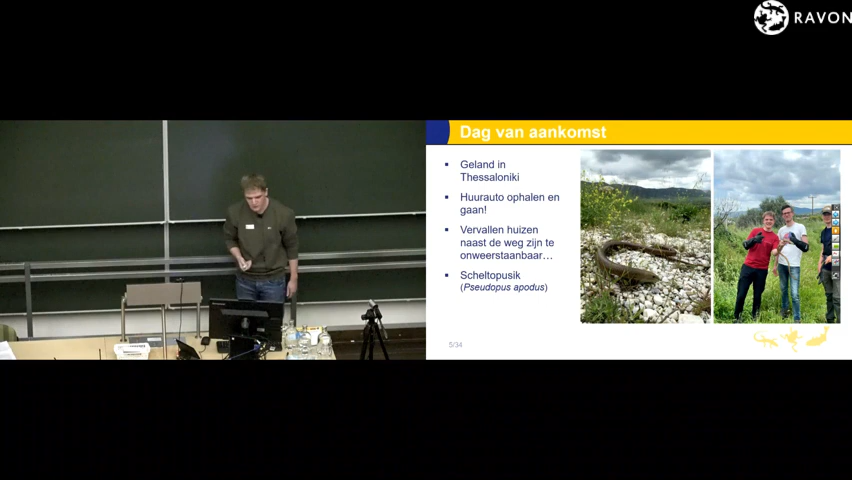 RAVON
Dag van aankomst
▪ Geland in
Thessaloniki
▪ Huurauto ophalen en
gaan!
▪ Vervallen huizen
naast de weg zijn te
onweerstaanbaar…
▪ Scheltopusik
(Pseudopus apodus)
5/34